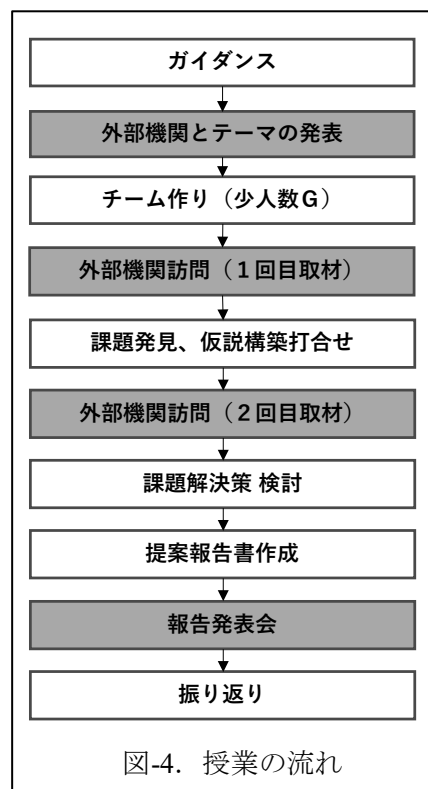 ガイダンス
外部機関とテーマの発表
チーム作り（少人数Ｇ）
外部機関訪問（１回目取材）
課題発見、仮説構築打合せ
外部機関訪問（２回目取材）
課題解決策 検討
提案報告書作成
報告発表会
振り返り
図-4．授業の流れ